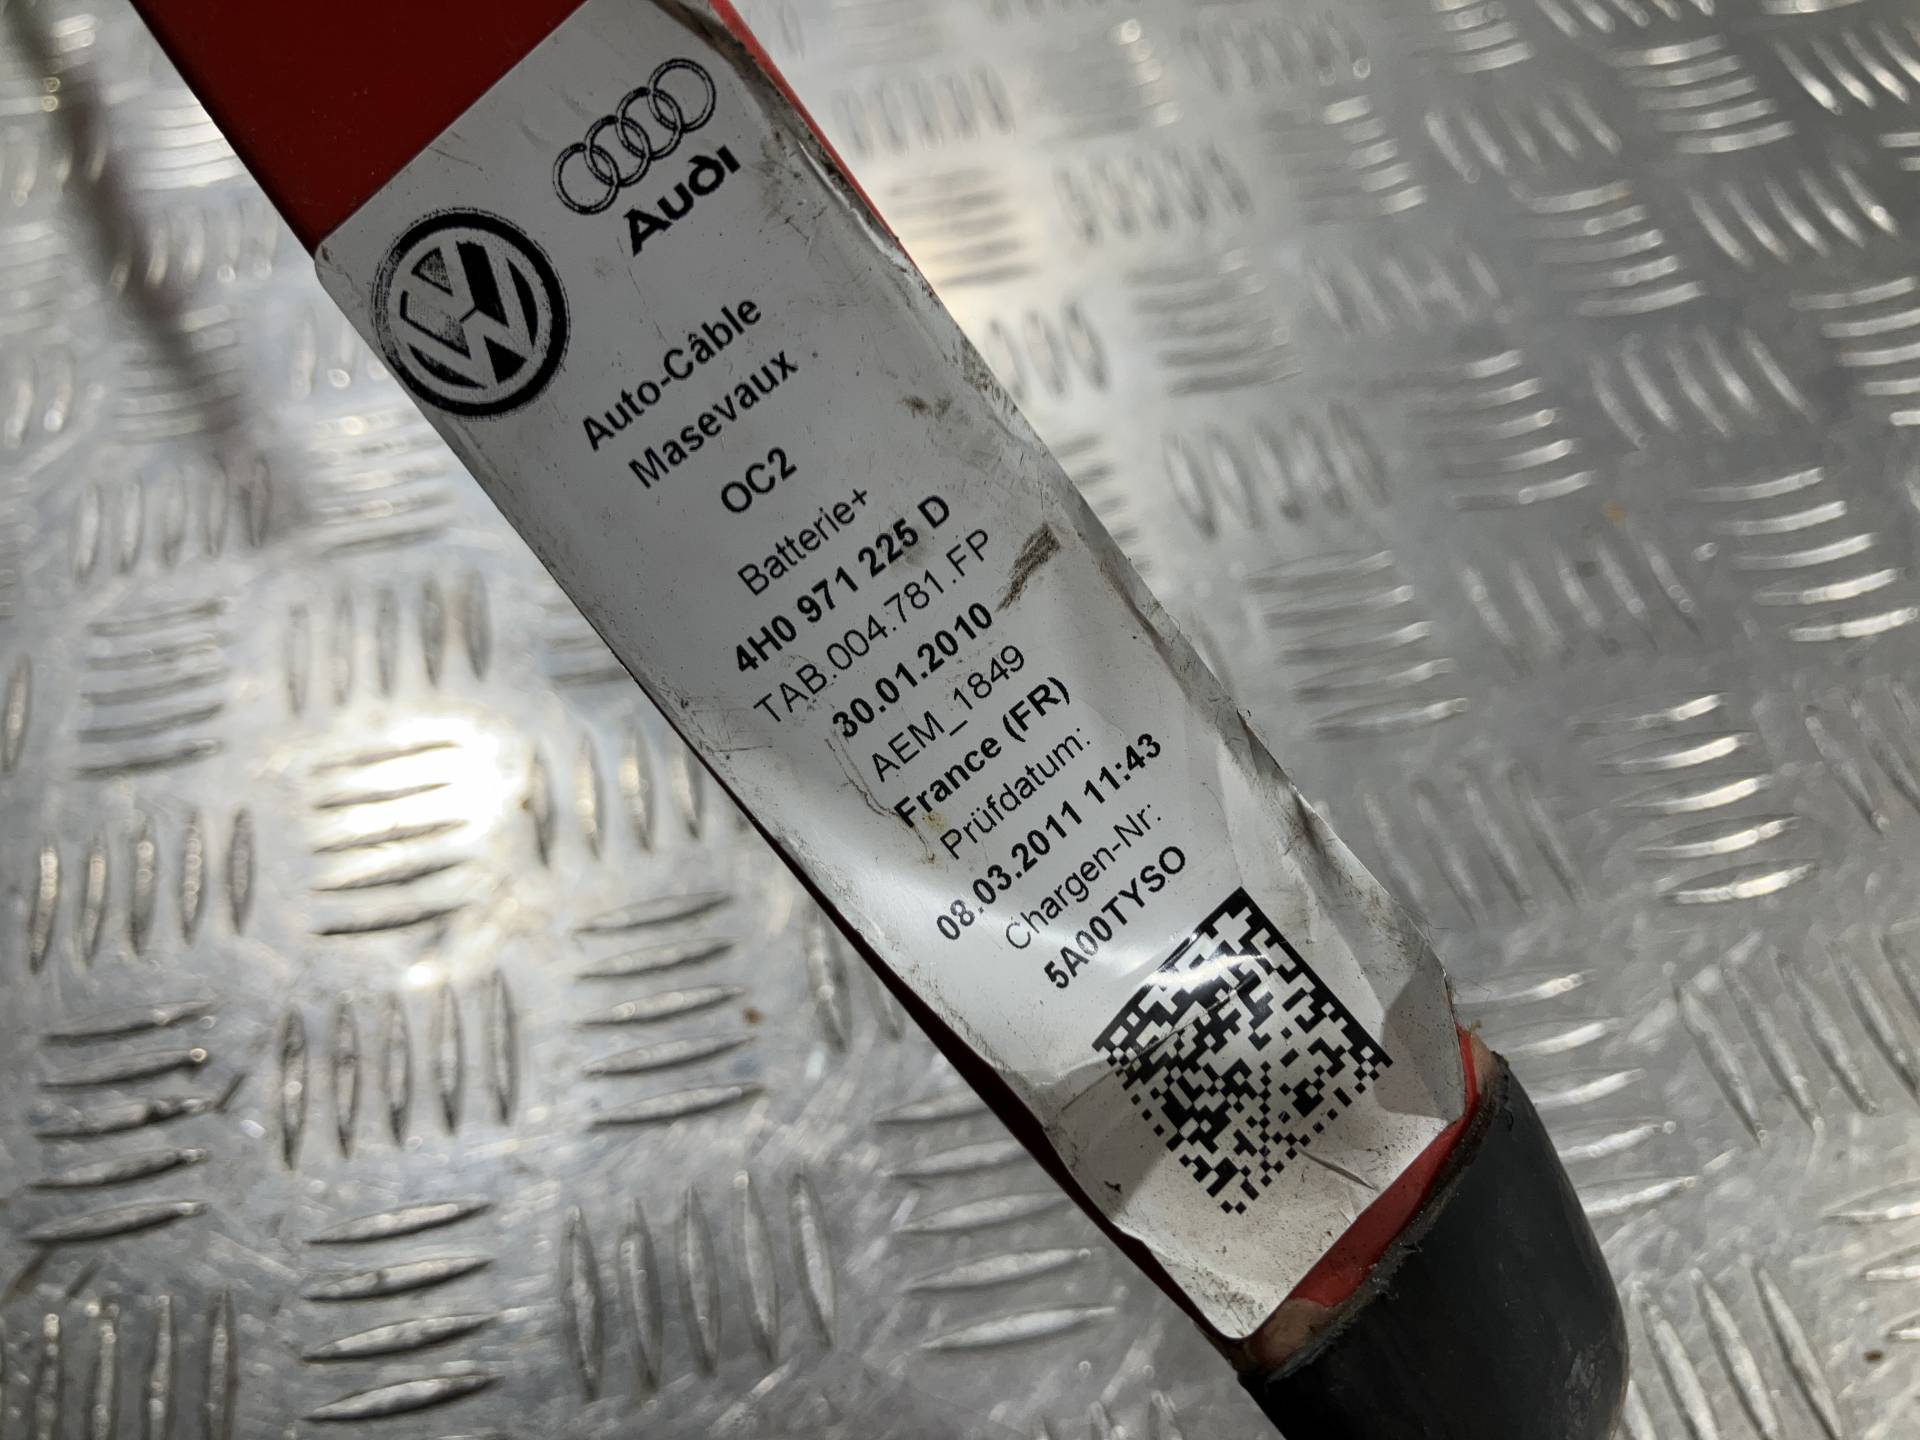 Audi
Auto-Câble
Masevaux
OC2
Batterie+
4H0 971 225 D
TAB.004.781.FP
30.01.2010
AEM_1849
France (FR)
Prüfdatum:
08.03.2011 11:43
Chargen-Nr:
5A00TYSO